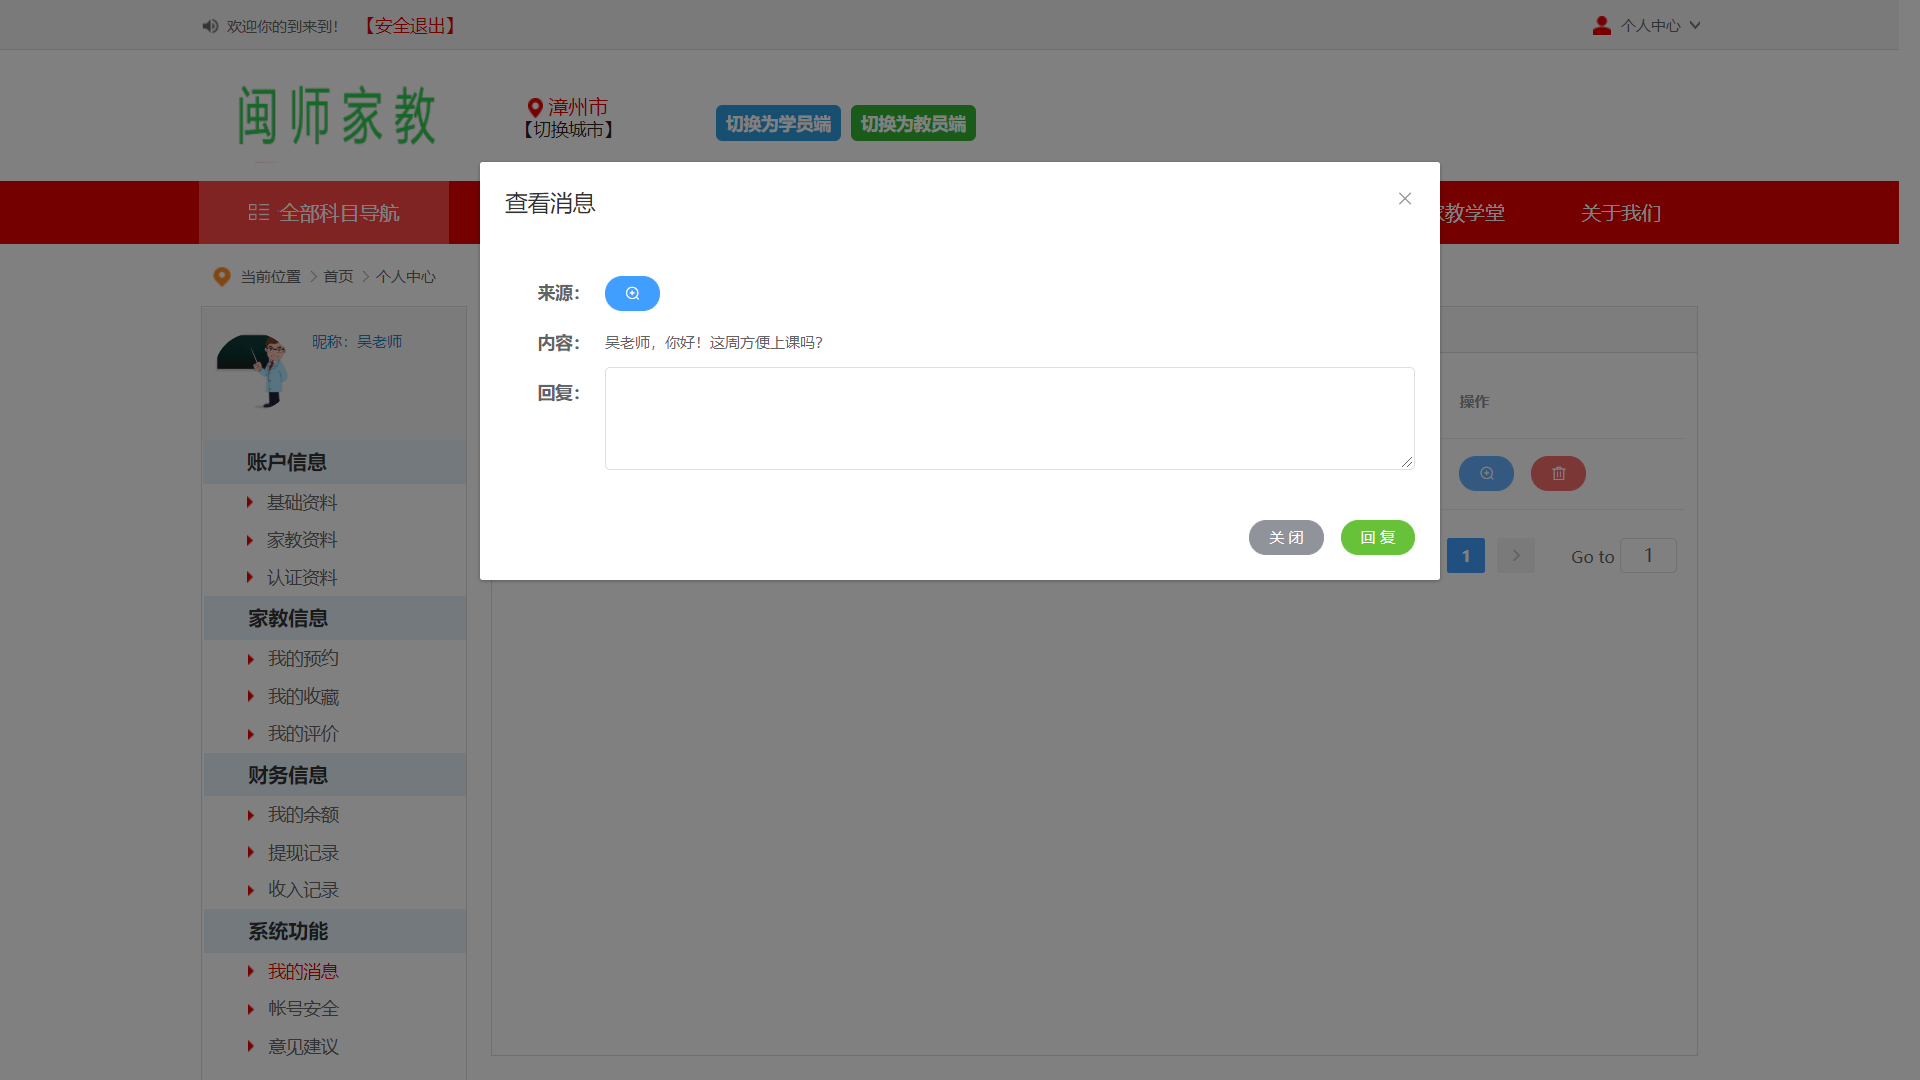 欢迎你的到来到! 【安全退出】 个人中心
闽师家教
漳州市
【切换城市】
切换为学员端 切换为教员端
全部科目导航 教学堂 关于我们
当前位置 首页 个人中心
昵称：吴老师
账户信息
基础资料
家教资料
认证资料
家教信息
我的预约
我的收藏
我的评价
财务信息
我的余额
提现记录
收入记录
系统功能
我的消息
帐号安全
意见建议
查看消息
来源：
内容： 吴老师，你好！这周方便上课吗?
回复：
关 闭 回 复
操作
1 Go to 1